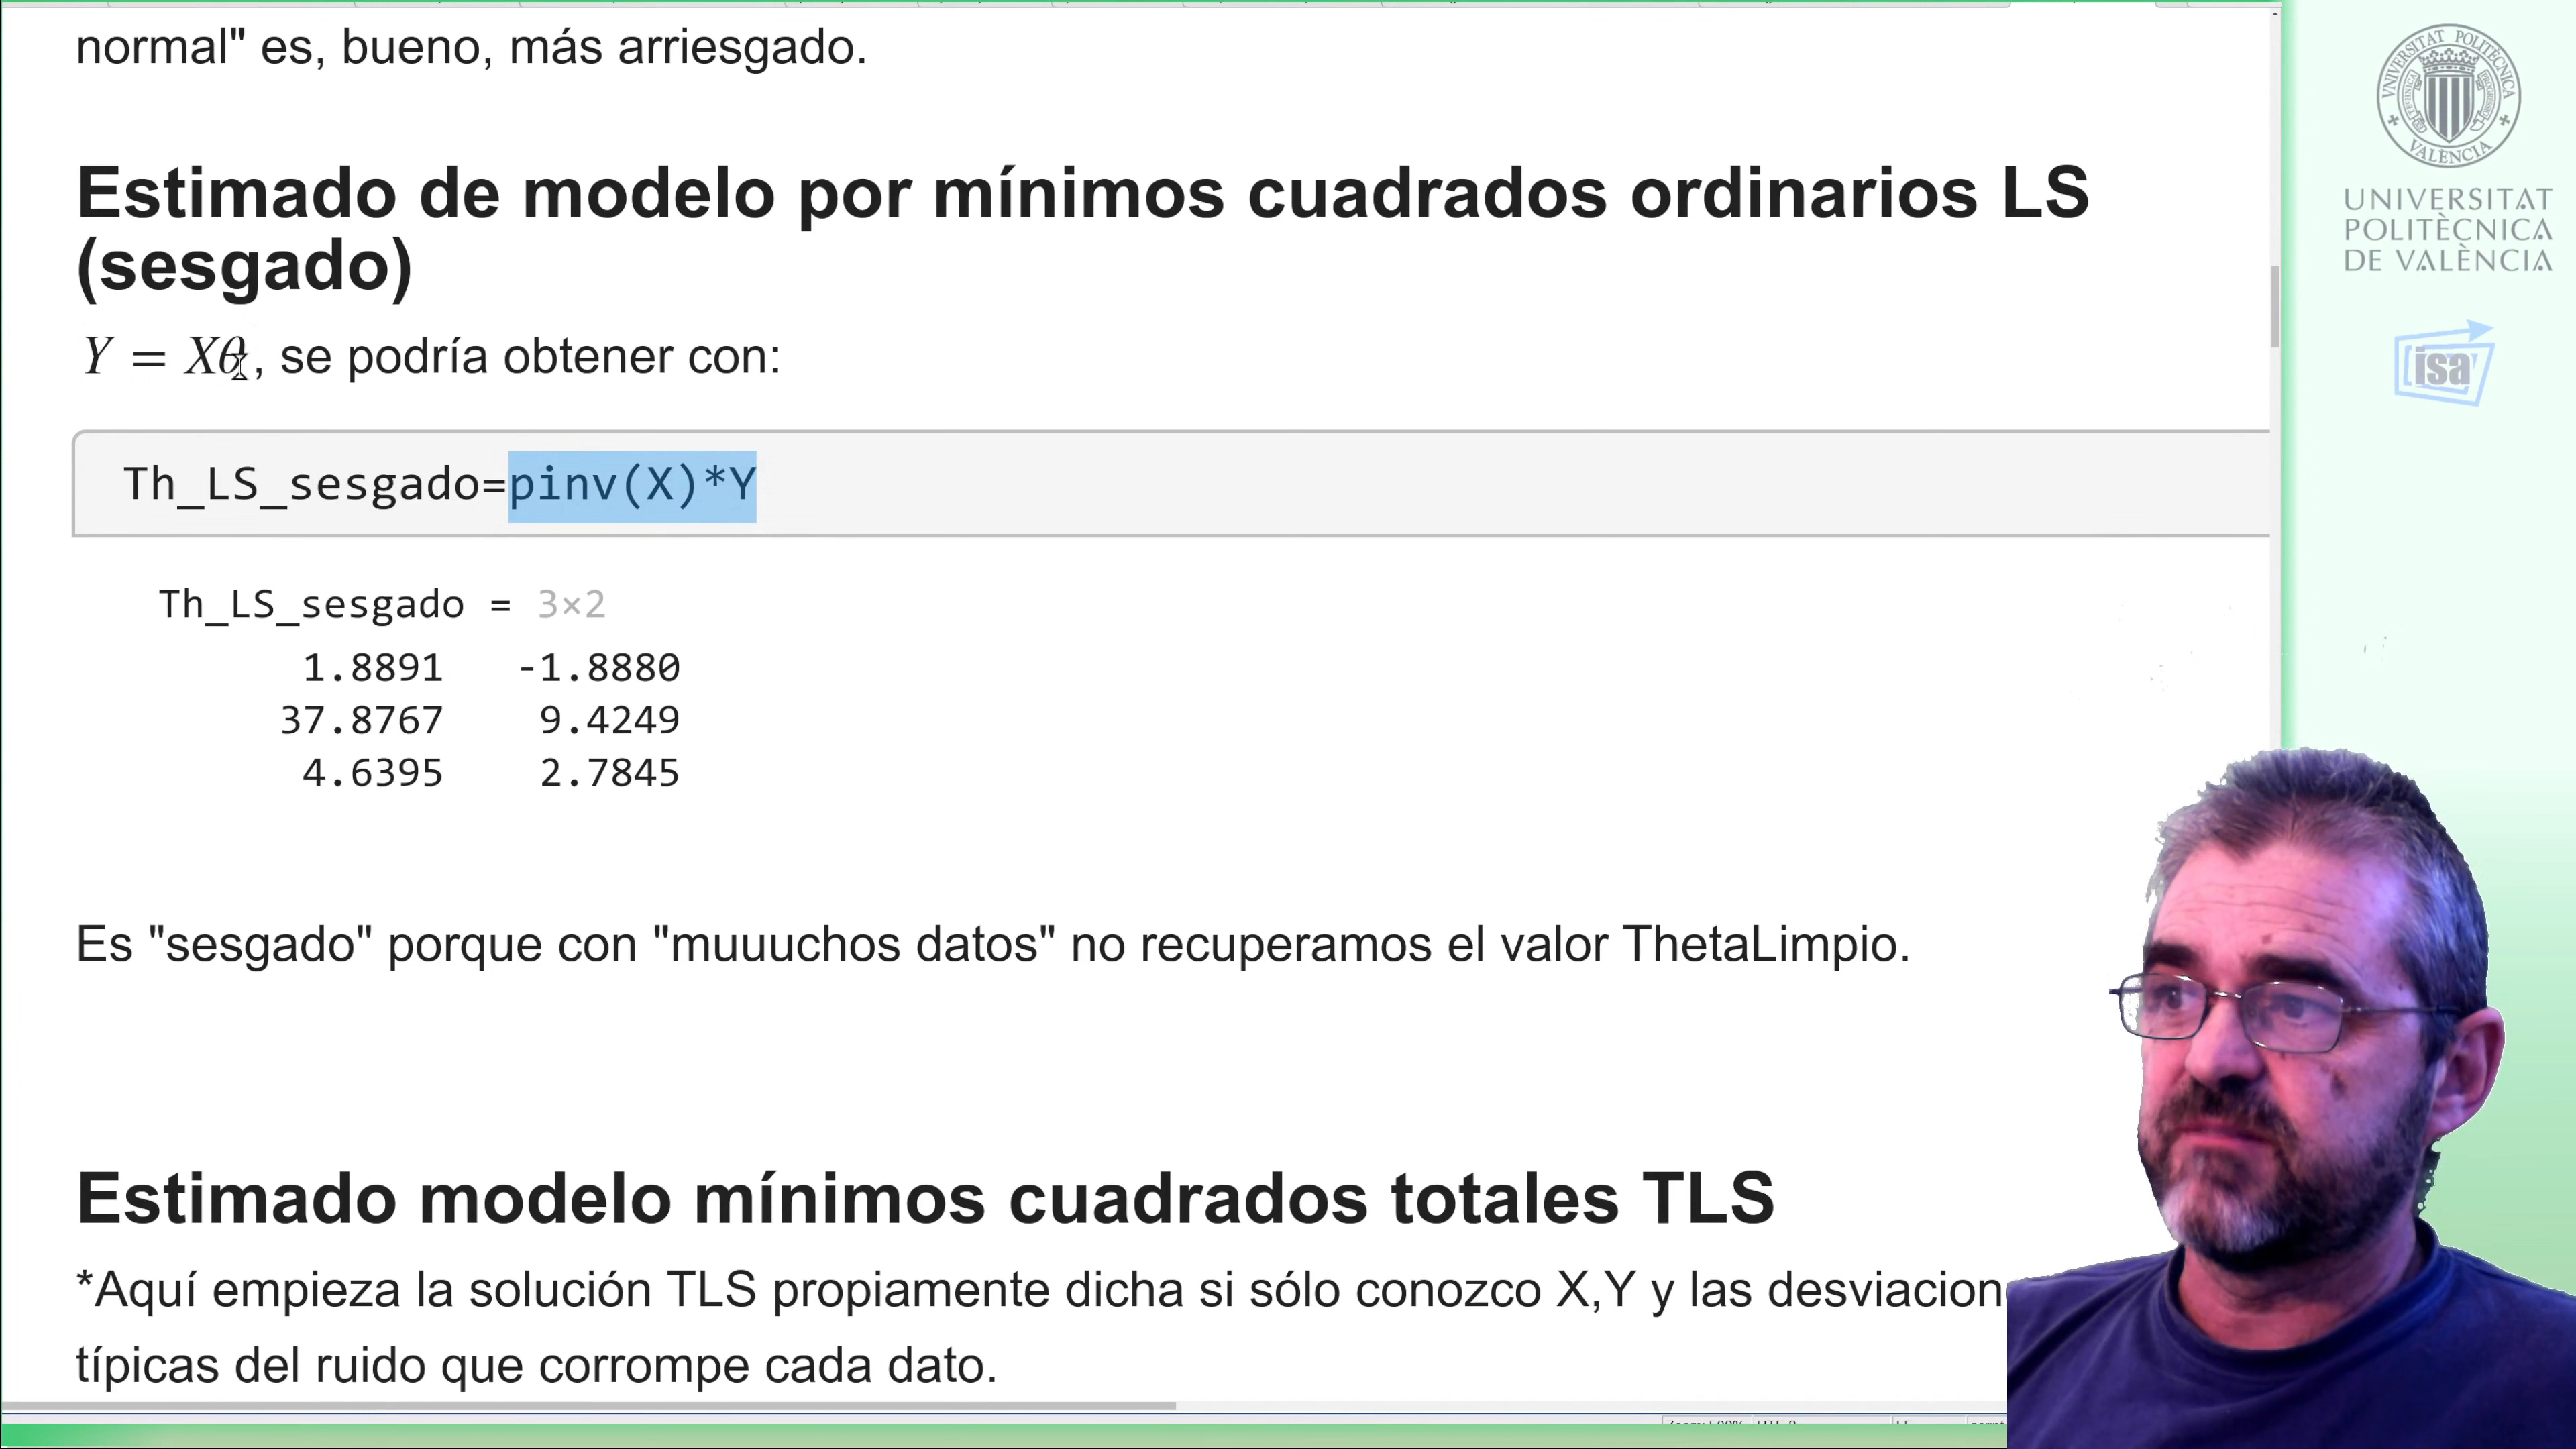 normal" es, bueno, más arriesgado.
Estimado de modelo por mínimos cuadrados ordinarios LS
(sesgado)
Y = Xθ, se podría obtener con:
Th_LS_sesgado=pinv(X)*Y
Th_LS_sesgado = 3×2
1.8891 -1.8880
37.8767 9.4249
4.6395 2.7845
Es "sesgado" porque con "muuuchos datos" no recuperamos el valor ThetaLimpio.
Estimado modelo mínimos cuadrados totales TLS
*Aquí empieza la solución TLS propiamente dicha si sólo conozco X,Y y las desviacion
típicas del ruido que corrompe cada dato.
UNIVERSITAT POLITÈCNICA
VALÈNCIA
UNIVERSITAT
POLITÈCNICA
DE VALÈNCIA
isa